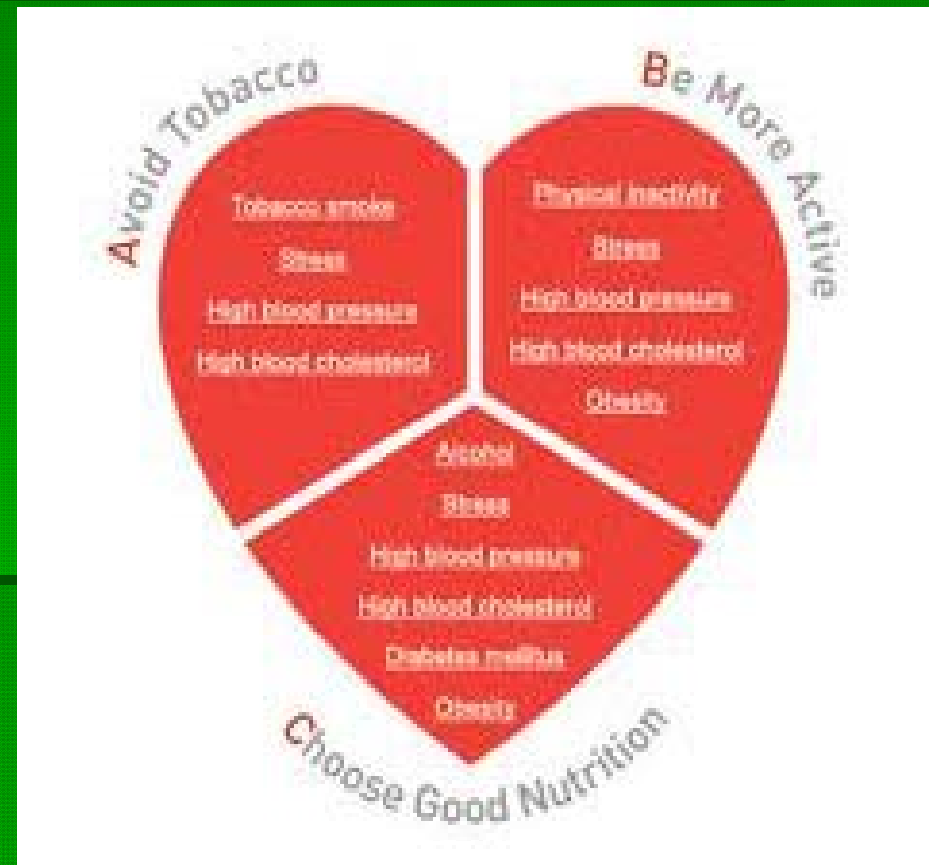 Avoid Tobacco
Tobacco smoke
Stress
High blood pressure
High blood cholesterol
Be More Active
Physical inactivity
Stress
High blood pressure
High blood cholesterol
Obesity
Alcohol
Stress
High blood pressure
High blood cholesterol
Diabetes mellitus
Obesity
Choose Good Nutrition